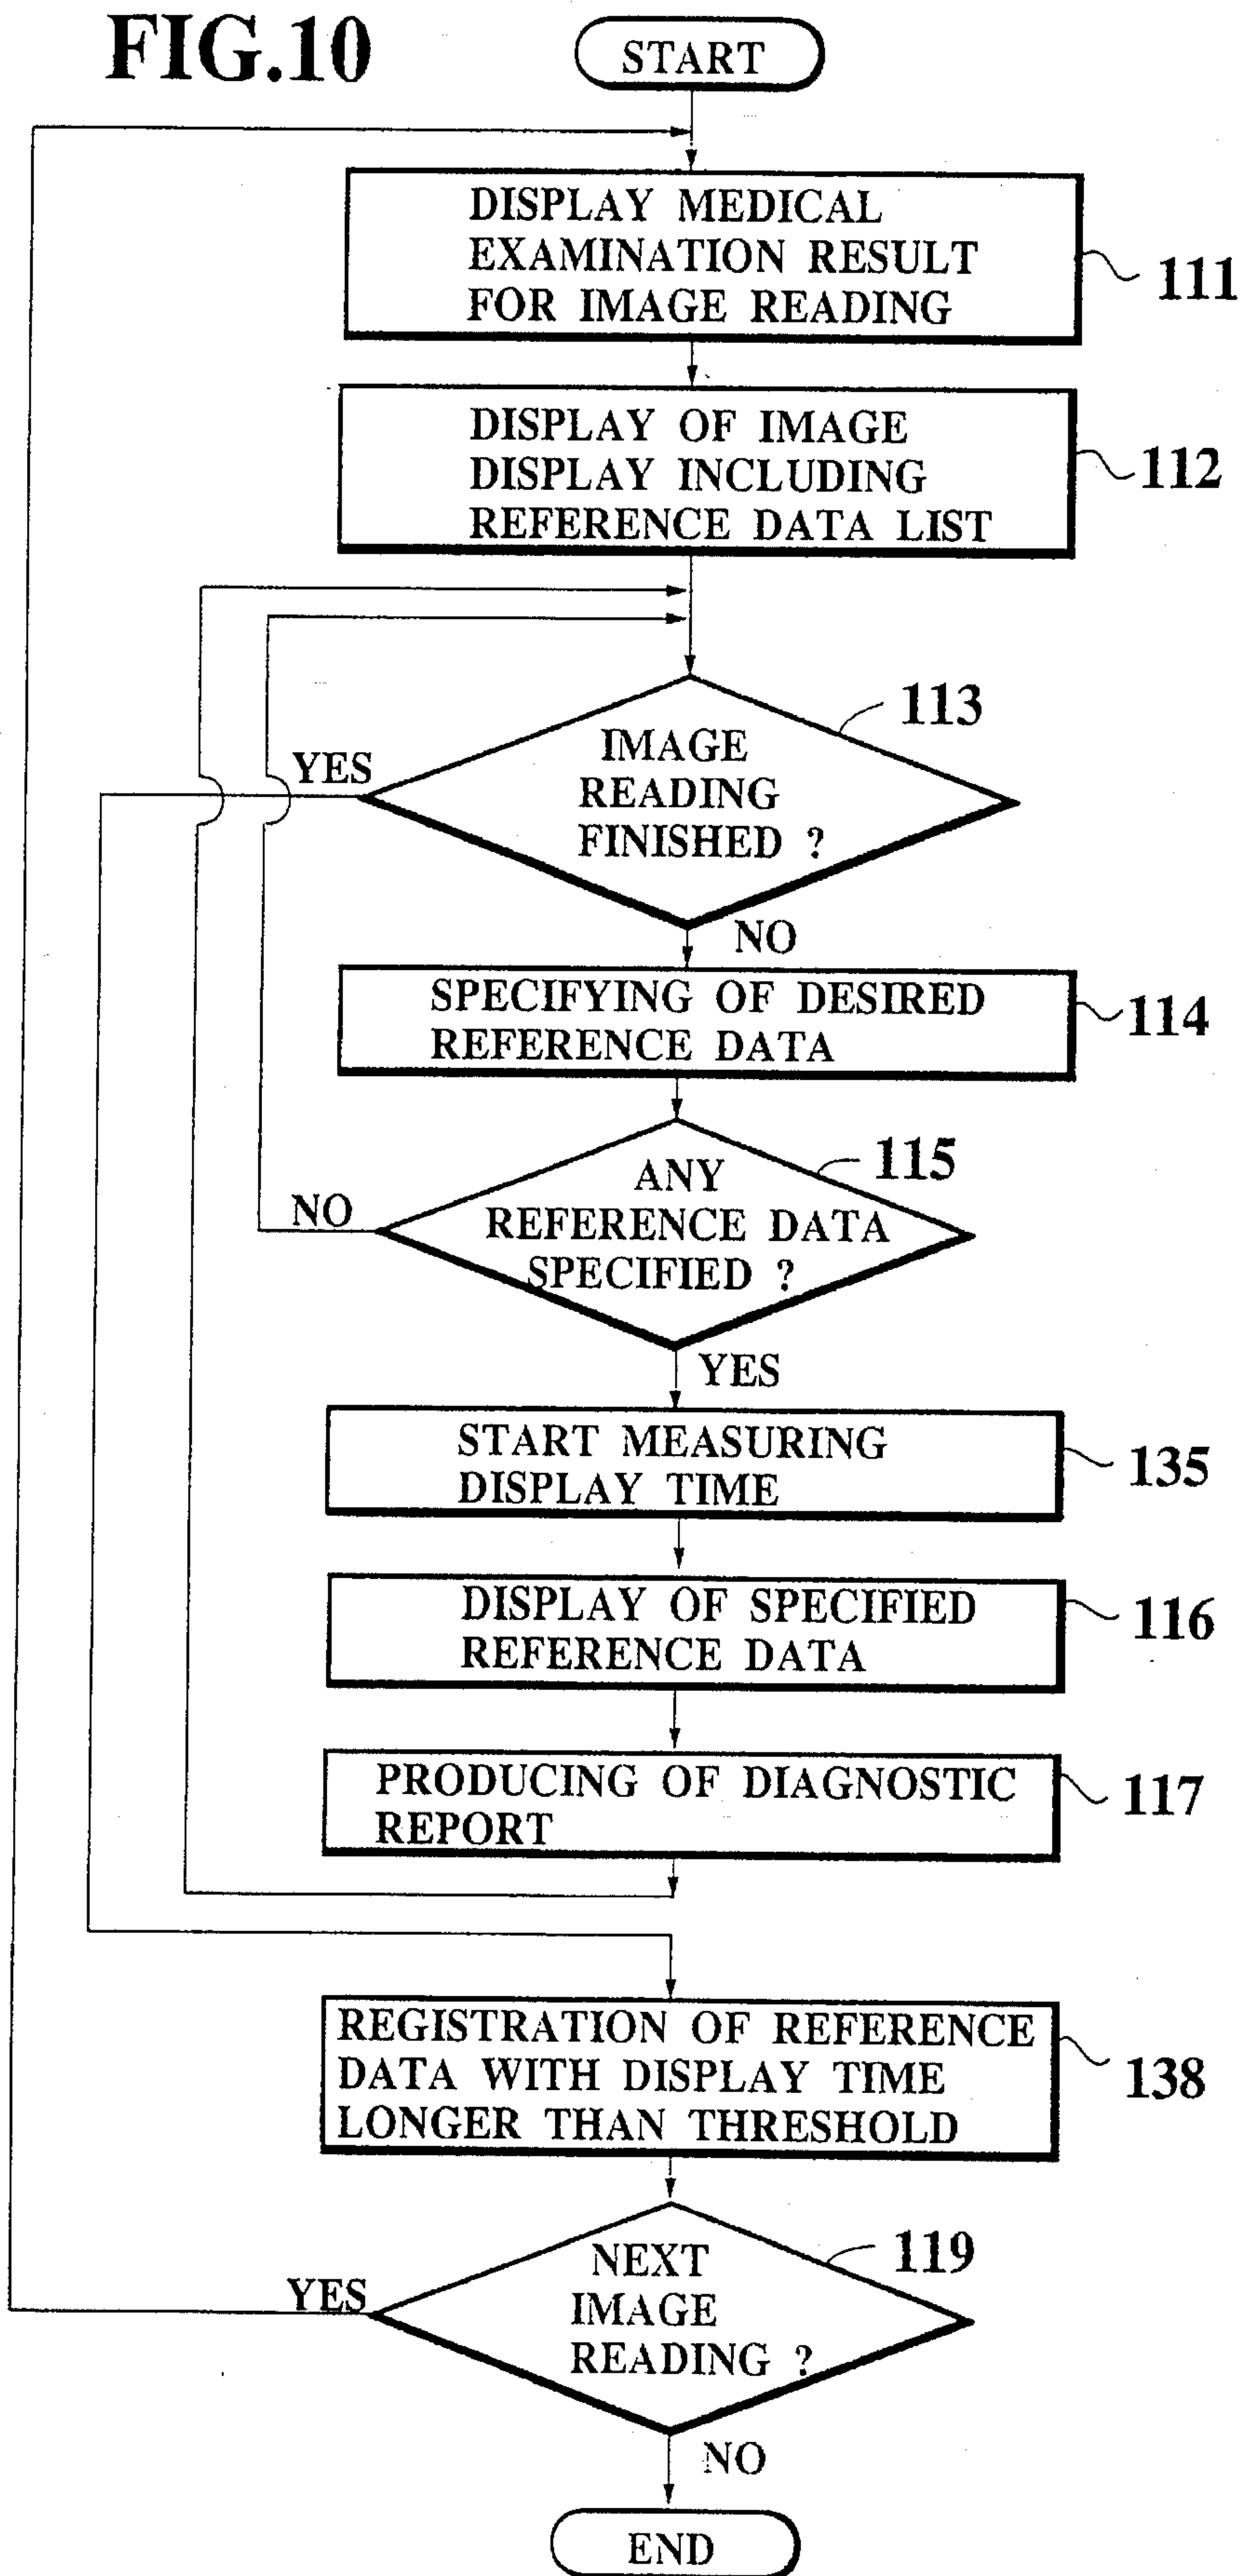 FIG.10
START
DISPLAY MEDICAL
EXAMINATION RESULT
FOR IMAGE READING
111
DISPLAY OF IMAGE
DISPLAY INCLUDING
REFERENCE DATA LIST
112
113
YES
IMAGE
READING
FINISHED ?
NO
SPECIFYING OF DESIRED
REFERENCE DATA
114
115
NO
ANY
REFERENCE DATA
SPECIFIED ?
YES
START MEASURING
DISPLAY TIME
135
DISPLAY OF SPECIFIED
REFERENCE DATA
116
PRODUCING OF DIAGNOSTIC
REPORT
117
REGISTRATION OF REFERENCE
DATA WITH DISPLAY TIME
LONGER THAN THRESHOLD
138
119
YES
NEXT
IMAGE
READING ?
NO
END